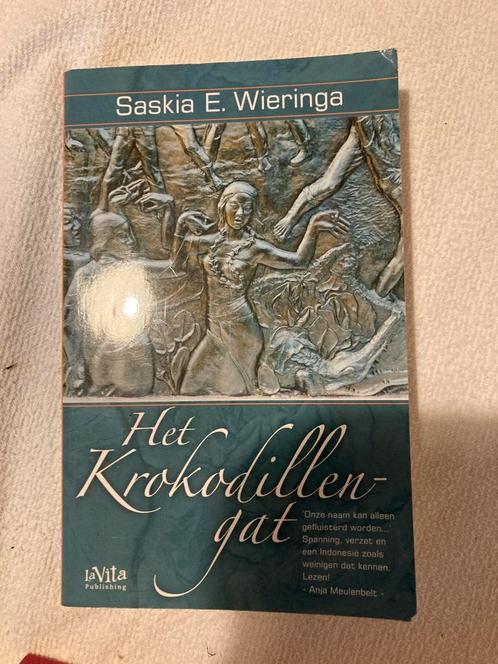 Saskia E. Wieringa
Het
Krokodillen-
gat
'Onze naam kan alleen
gefluisterd worden...'
Spanning, verzet en
een Indonesië zoals
weinigen dat kennen.
Lezen!
- Anja Meulenbelt -
laVita
Publishing